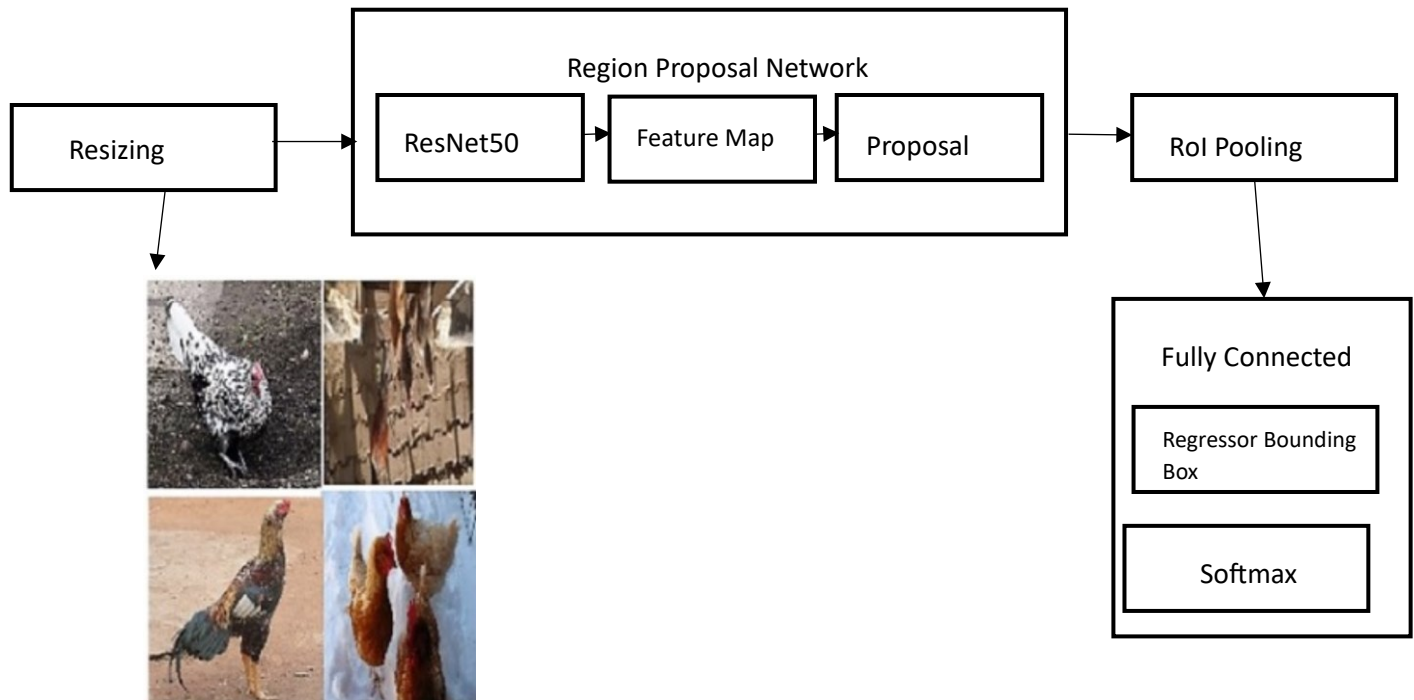 Region Proposal Network
Resizing
ResNet50
Feature Map
Proposal
RoI Pooling
Fully Connected
Regressor Bounding
Box
Softmax